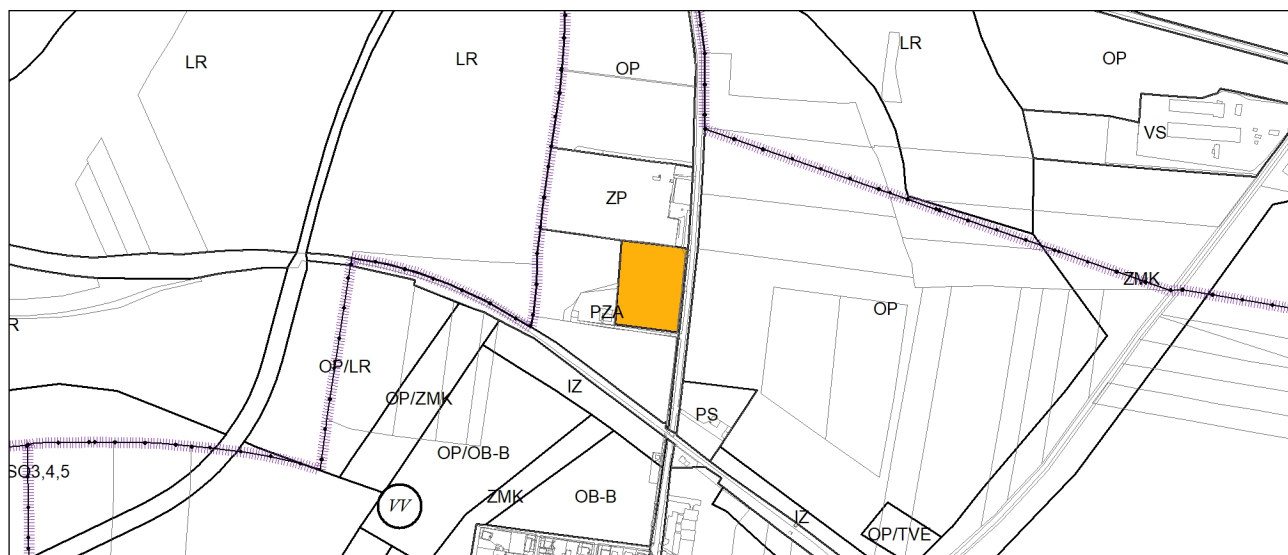 LR
LR
OP
LR
OP
VS
ZP
ZMK
PZA
OP
R
OP/LR
IZ
OP/ZMK
PS
OP/OB-B
SO3,4,5
ZMK
OB-B
VV
IZ
OP/TVE